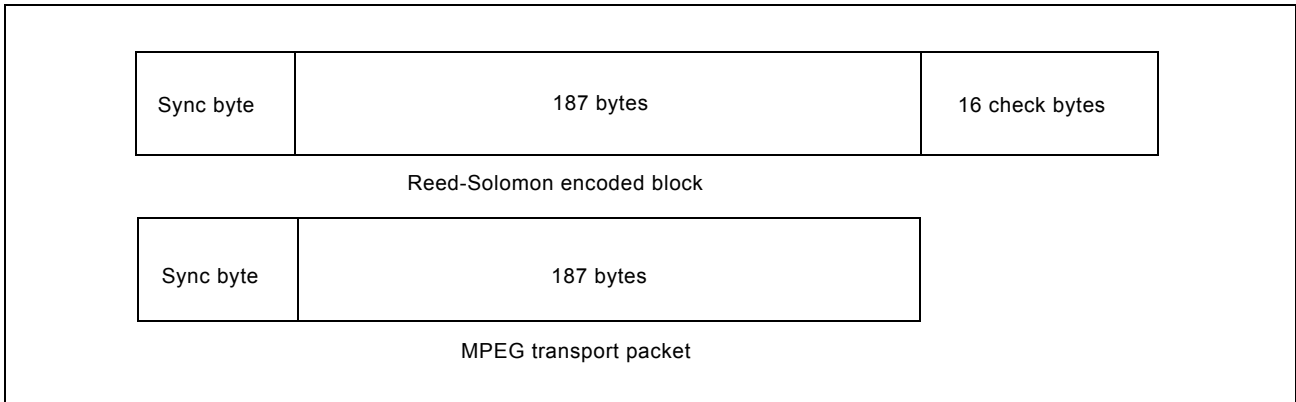 Sync byte 187 bytes 16 check bytes
Reed-Solomon encoded block
Sync byte 187 bytes
MPEG transport packet